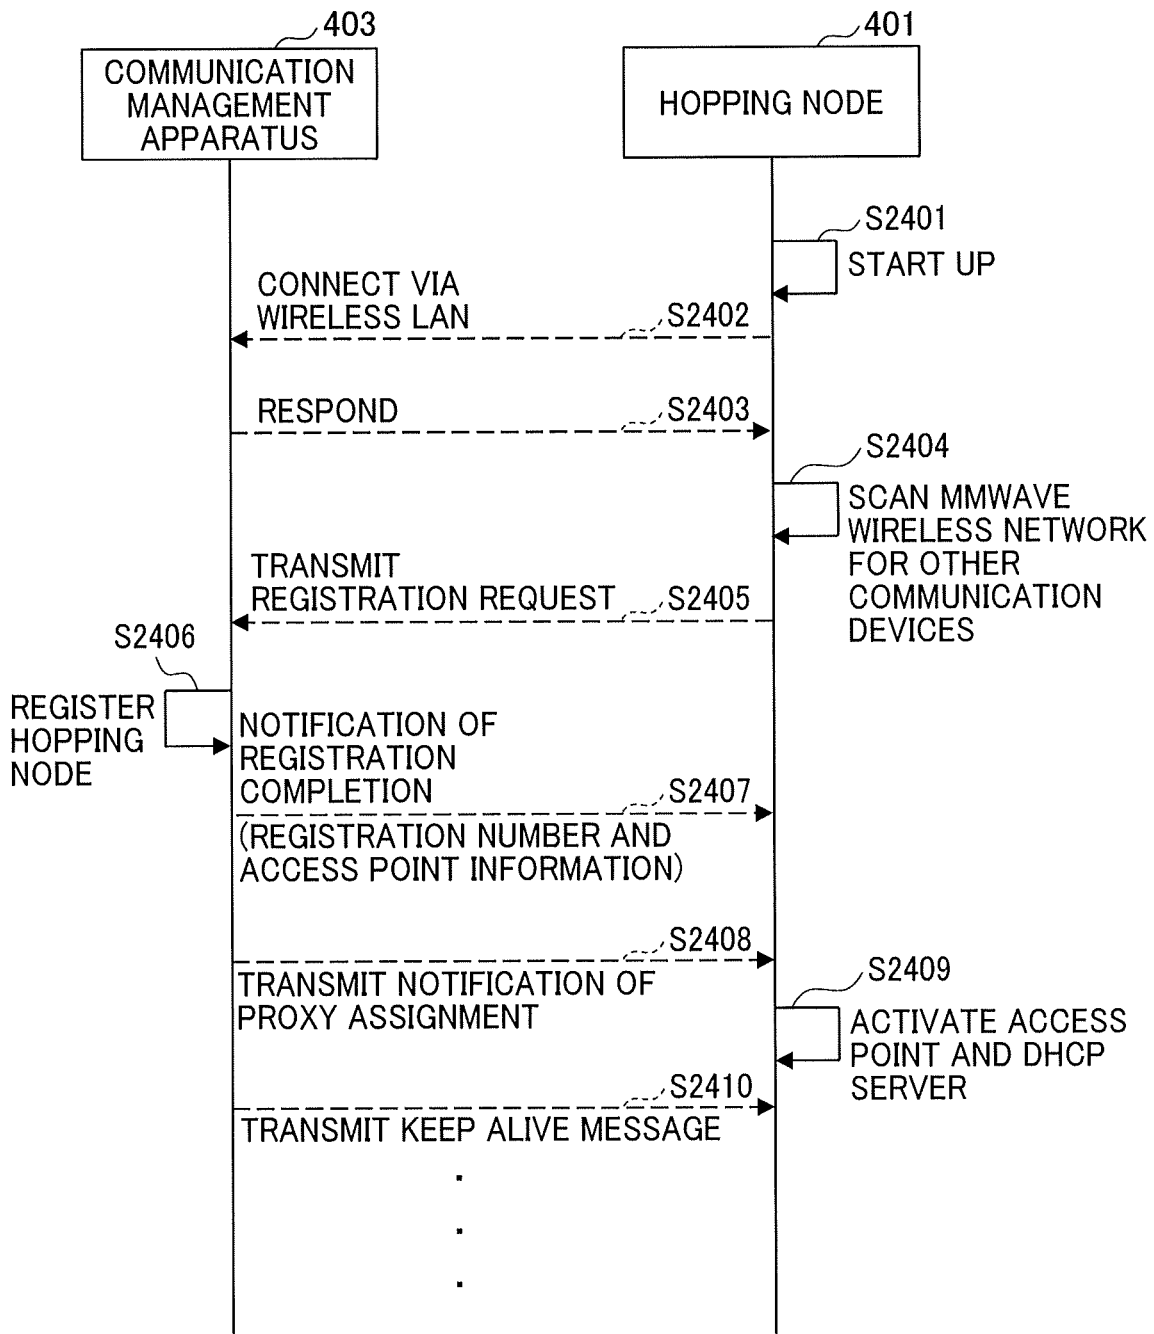 403
401
COMMUNICATION
MANAGEMENT
APPARATUS
HOPPING NODE
S2401
START UP
CONNECT VIA
WIRELESS LAN
S2402
RESPOND
S2403
S2404
SCAN MMWAVE
WIRELESS NETWORK
FOR OTHER
COMMUNICATION
DEVICES
TRANSMIT
REGISTRATION REQUEST
S2405
S2406
REGISTER
HOPPING
NODE
NOTIFICATION OF
REGISTRATION
COMPLETION
S2407
(REGISTRATION NUMBER AND
ACCESS POINT INFORMATION)
S2408
TRANSMIT NOTIFICATION OF
PROXY ASSIGNMENT
S2409
ACTIVATE ACCESS
POINT AND DHCP
SERVER
S2410
TRANSMIT KEEP ALIVE MESSAGE